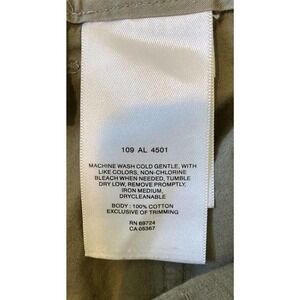 109 AL 4501
MACHINE WASH COLD GENTLE, WITH
LIKE COLORS, NON-CHLORINE
BLEACH WHEN NEEDED, TUMBLE
DRY LOW, REMOVE PROMPTLY,
IRON MEDIUM,
DRYCLEANABLE
BODY: 100% COTTON
EXCLUSIVE OF TRIMMING
RN 69724
CA 05367